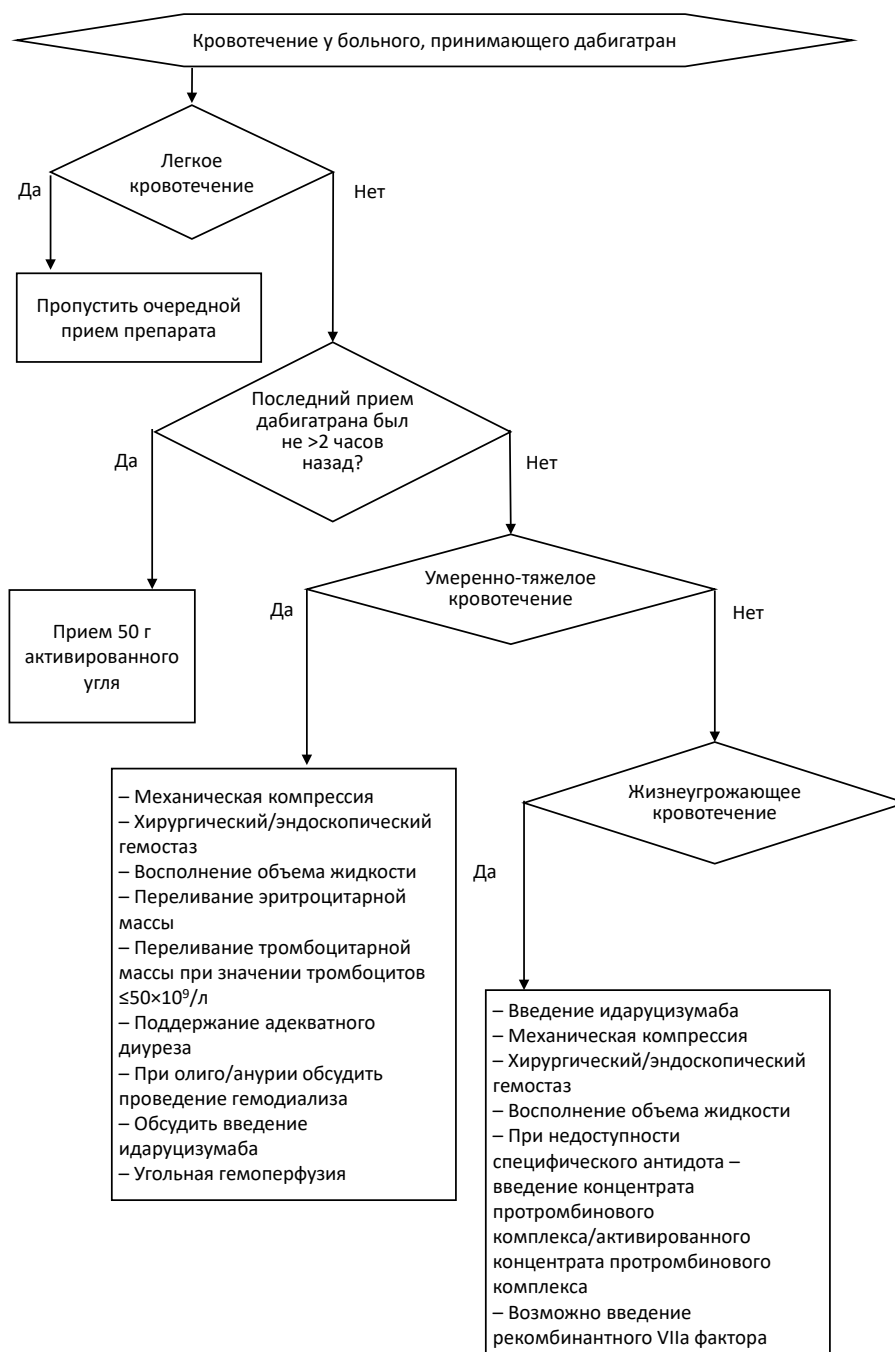 Кровотечение у больного, принимающего дабигатран
Легкое
кровотечение
Да
Нет
Пропустить очередной
прием препарата
Последний прием
дабигатрана был
не >2 часов
назад?
Да
Нет
Умеренно-тяжелое
кровотечение
Да
Нет
Прием 50 г
активированного
угля
Жизнеугрожающее
кровотечение
Да
– Механическая компрессия
– Хирургический/эндоскопический
гемостаз
– Восполнение объема жидкости
– Переливание эритроцитарной
массы
– Переливание тромбоцитарной
массы при значении тромбоцитов
≤50×10⁹/л
– Поддержание адекватного
диуреза
– При олиго/анурии обсудить
проведение гемодиализа
– Обсудить введение
идаруцизумаба
– Угольная гемоперфузия
– Введение идаруцизумаба
– Механическая компрессия
– Хирургический/эндоскопический
гемостаз
– Восполнение объема жидкости
– При недоступности
специфического антидота –
введение концентрата
протромбинового
комплекса/активированного
концентрата протромбинового
комплекса
– Возможно введение
рекомбинантного VIIa фактора